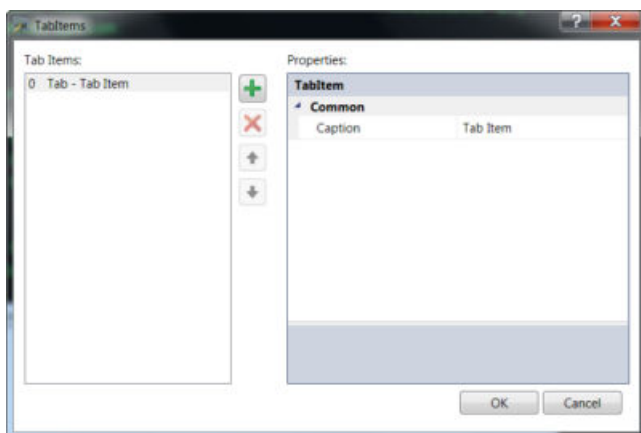 TabItems
Tab Items:
Properties:
0 Tab - Tab Item
TabItem
Common
Caption Tab Item
OK Cancel